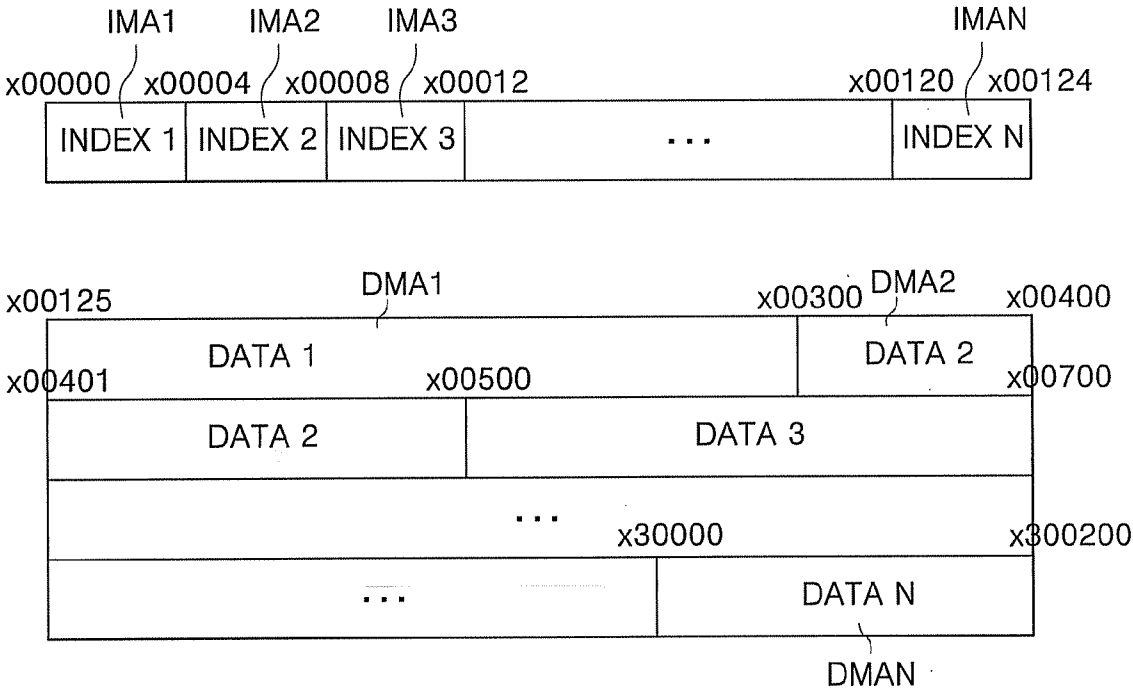 IMA1 IMA2 IMA3 IMAN
x00000 x00004 x00008 x00012 x00120 x00124
INDEX 1 INDEX 2 INDEX 3 ... INDEX N
DMA1 DMA2
x00125 x00300 x00400
DATA 1 DATA 2
x00401 x00500 x00700
DATA 2 DATA 3
...
x30000 x300200
... DATA N
DMAN